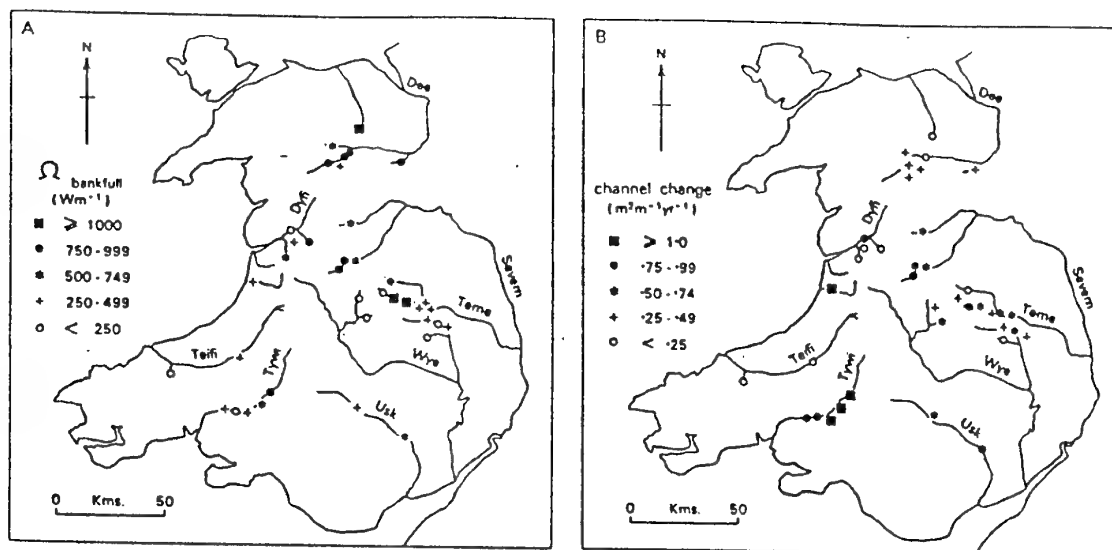 A
N
Dee
Ω bankfull
(Wm⁻¹)
■ ⩾ 1000
● 750-999
✱ 500-749
+ 250-499
○ < 250
Dyfi
Severn
Teme
Teifi
Tywi
Wye
Usk
0 Kms. 50
B
N
Dee
channel change
(m²m⁻¹yr⁻¹)
■ ⩾ 1·0
● ·75-·99
✱ ·50-·74
+ ·25-·49
○ < ·25
Dyfi
Severn
Teme
Teifi
Tywi
Wye
Usk
0 Kms. 50